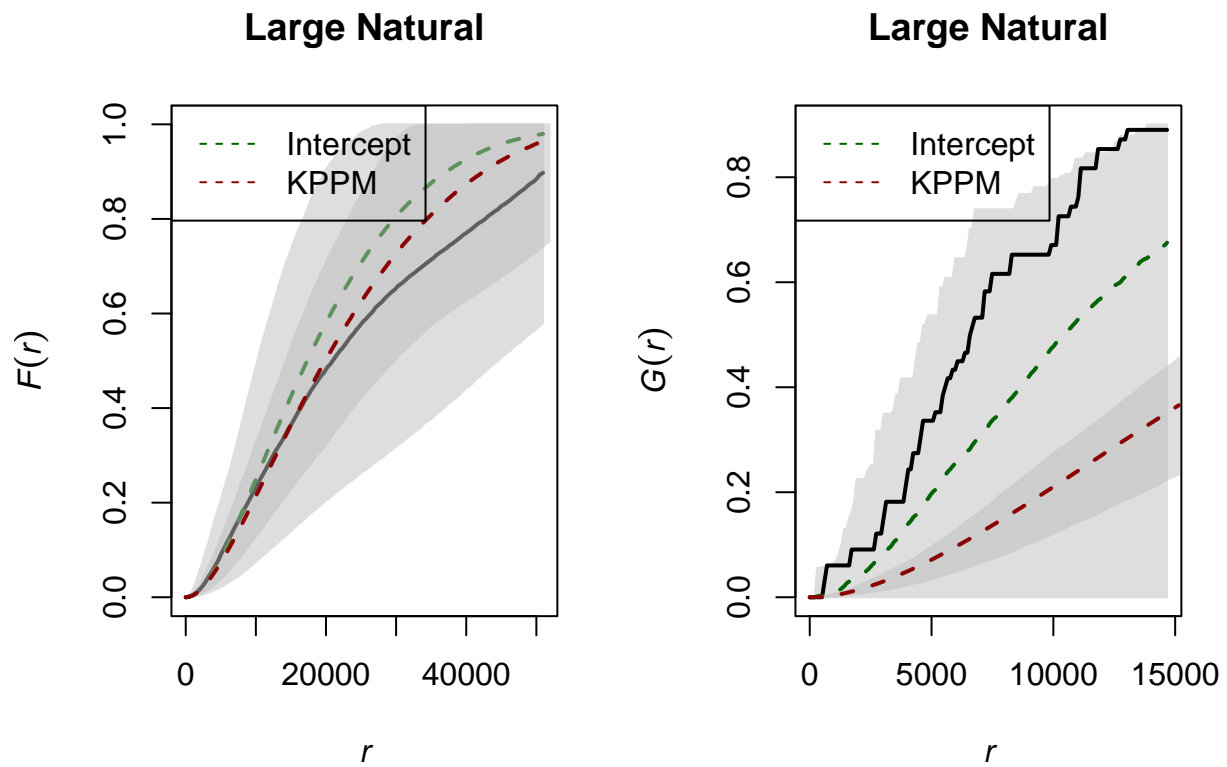 Large Natural
Intercept
KPPM
F(r)
0.0
0.2
0.4
0.6
0.8
1.0
0
20000
40000
r
Large Natural
Intercept
KPPM
G(r)
0.0
0.2
0.4
0.6
0.8
0
5000
10000
15000
r